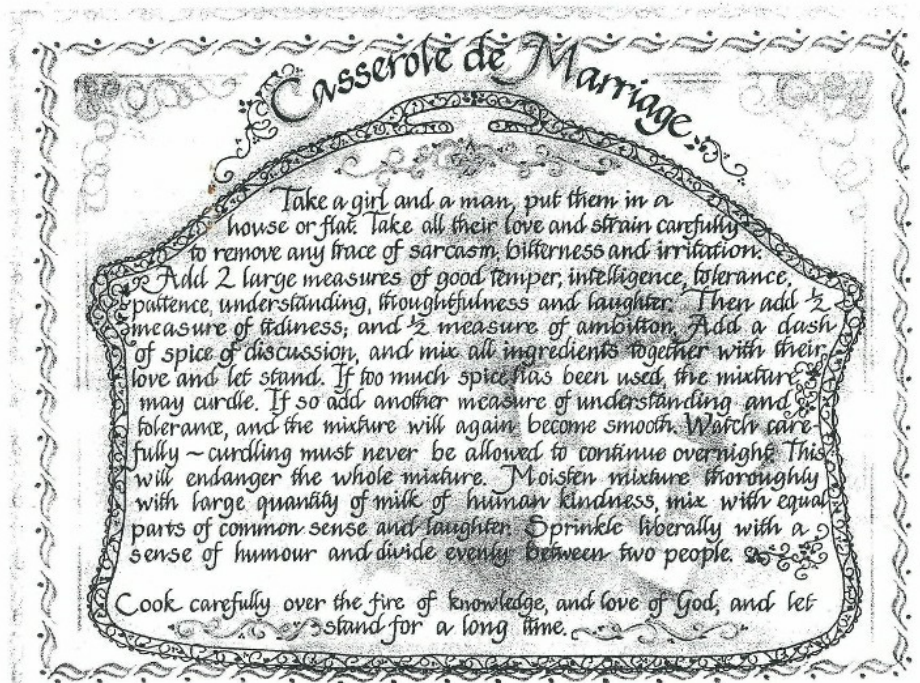 Casserole de Marriage
Take a girl and a man, put them in a
house or flat. Take all their love and strain carefully
to remove any trace of sarcasm, bitterness and irritation.
Add 2 large measures of good temper, intelligence, tolerance,
patience, understanding, thoughtfulness and laughter. Then add ½
measure of tidiness; and ½ measure of ambition. Add a dash
of spice of discussion, and mix all ingredients together with their
love and let stand. If too much spice has been used, the mixture
may curdle. If so add another measure of understanding and
tolerance, and the mixture will again become smooth. Watch care-
fully ~ curdling must never be allowed to continue overnight. This
will endanger the whole mixture. Moisten mixture thoroughly
with large quantity of milk of human kindness, mix with equal
parts of common sense and laughter. Sprinkle liberally with a
sense of humour and divide evenly between two people.
Cook carefully over the fire of knowledge, and love of God, and let
stand for a long time.